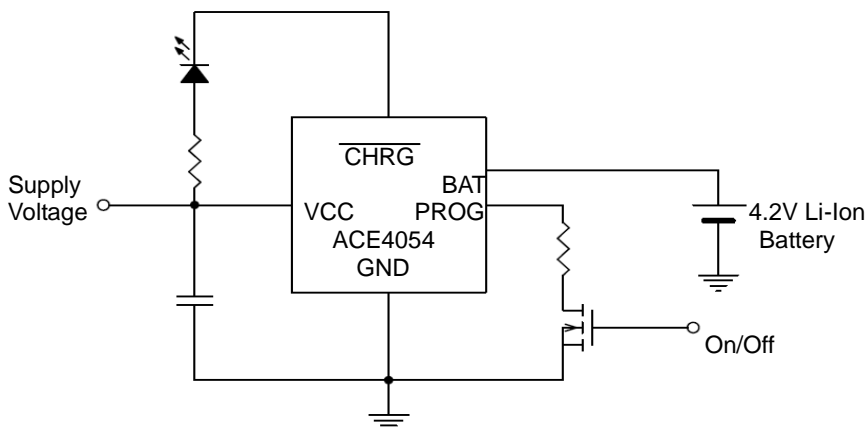 CHRG
Supply
Voltage
BAT
VCC PROG
4.2V Li-Ion
Battery
ACE4054
GND
On/Off